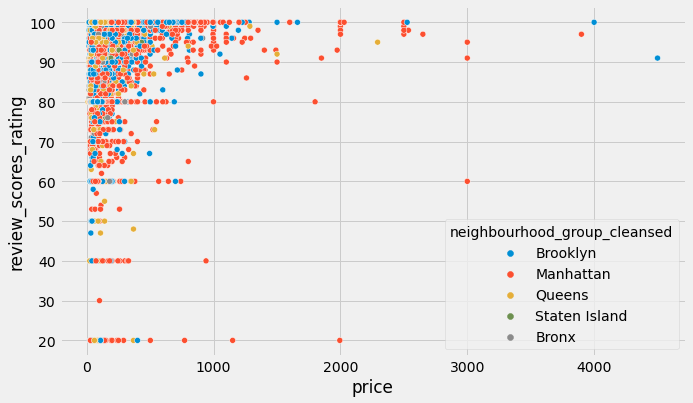 review_scores_rating
100
90
80
70
60
50
40
30
20
neighbourhood_group_cleansed
Brooklyn
Manhattan
Queens
Staten Island
Bronx
0 1000 2000 3000 4000
price